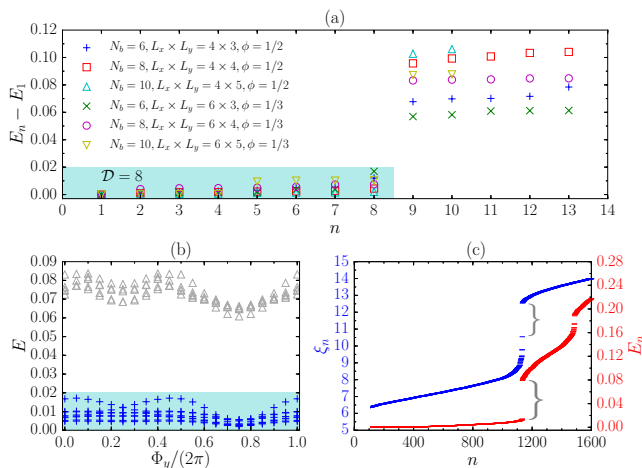 (a)
0.12
0.10
0.08
0.06
0.04
0.02
0.00
E_n − E_1
N_b = 6, L_x × L_y = 4 × 3, ϕ = 1/2
N_b = 8, L_x × L_y = 4 × 4, ϕ = 1/2
N_b = 10, L_x × L_y = 4 × 5, ϕ = 1/2
N_b = 6, L_x × L_y = 6 × 3, ϕ = 1/3
N_b = 8, L_x × L_y = 6 × 4, ϕ = 1/3
N_b = 10, L_x × L_y = 6 × 5, ϕ = 1/3
𝒟 = 8
0 1 2 3 4 5 6 7 8 9 10 11 12 13 14
n
(b)
0.09
0.08
0.07
0.06
0.05
0.04
0.03
0.02
0.01
0.00
E
0.0 0.2 0.4 0.6 0.8 1.0
Φ_y/(2π)
(c)
15
14
13
12
11
10
9
8
7
6
5
ξ_n
0.28
0.24
0.20
0.16
0.12
0.08
0.04
0.00
E_n
0 400 800 1200 1600
n